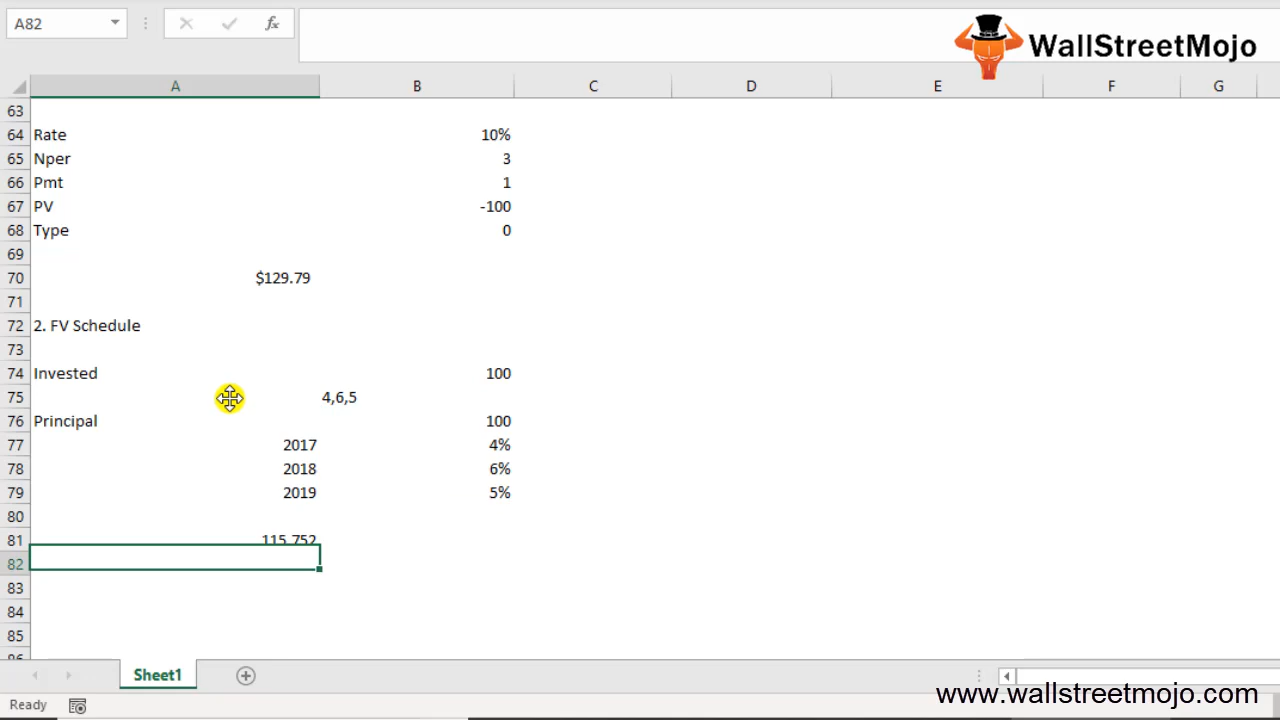 A82
fx
WallStreetMojo
A B C D E F G
63
64 Rate 10%
65 Nper 3
66 Pmt 1
67 PV -100
68 Type 0
69
70 $129.79
71
72 2. FV Schedule
73
74 Invested 100
75 4,6,5
76 Principal 100
77 2017 4%
78 2018 6%
79 2019 5%
80
81 115.752
82
83
84
85
86
Sheet1
www.wallstreetmojo.com
Ready